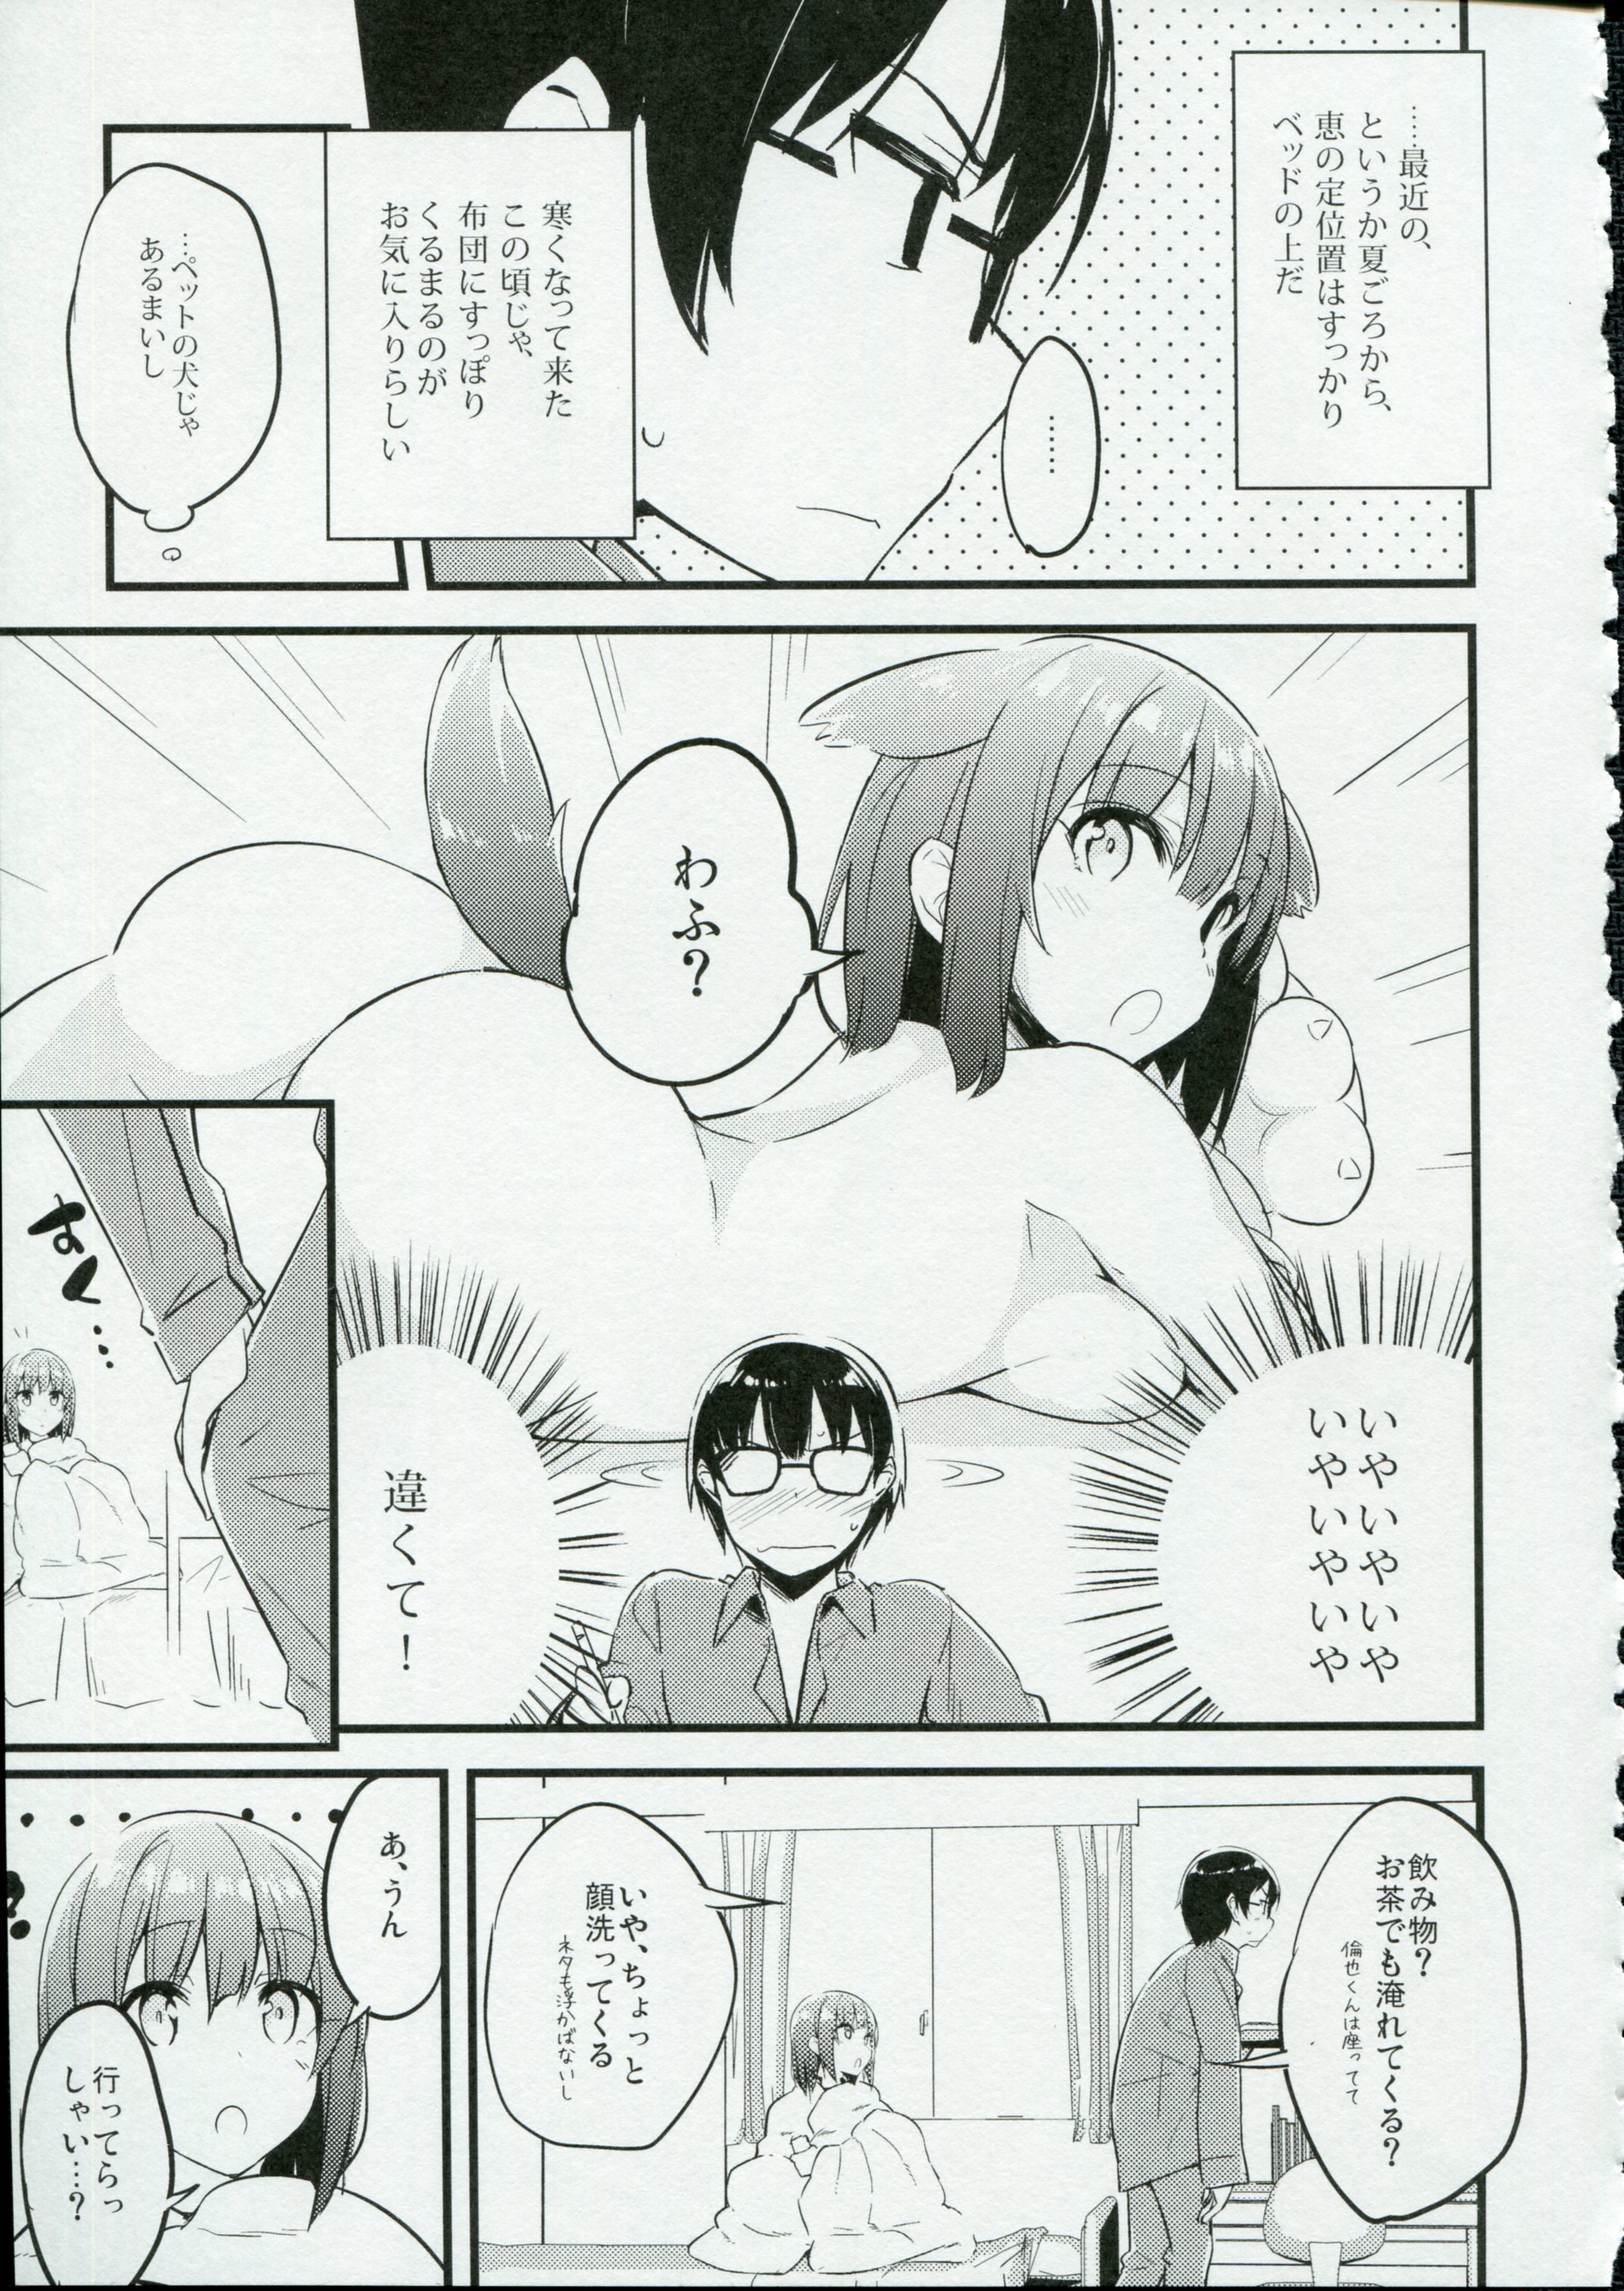 ……最近の、
というか夏ごろから、
恵の定位置はすっかり
ベッドの上だ
………
寒くなって来た
この頃じゃ、
布団にすっぽり
くるまるのが
お気に入りらしい
…ペットの犬じゃ
あるまいし
わふ?
いやいやいや
いやいやいや
違くて!
すく…
飲み物?
お茶でも淹れてくる?
倫也くんは座ってて
いや、ちょっと
顔洗ってくる
ネタも浮かばないし
あ、うん
行ってらっ
しゃい…?
?